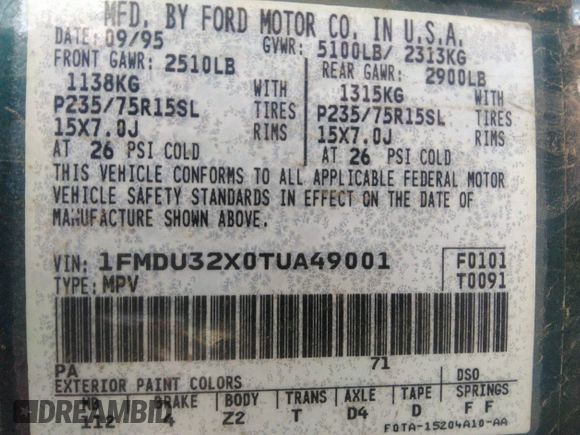 MFD. BY FORD MOTOR CO. IN U.S.A.
DATE: 09/95 GVWR: 5100LB/ 2313KG
FRONT GAWR: 2510LB REAR GAWR: 2900LB
1138KG WITH 1315KG WITH
P235/75R15SL TIRES P235/75R15SL TIRES
15X7.0J RIMS 15X7.0J RIMS
AT 26 PSI COLD AT 26 PSI COLD
THIS VEHICLE CONFORMS TO ALL APPLICABLE FEDERAL MOTOR
VEHICLE SAFETY STANDARDS IN EFFECT ON THE DATE OF
MANUFACTURE SHOWN ABOVE.
VIN: 1FMDU32X0TUA49001 F0101
TYPE: MPV T0091
PA 71
EXTERIOR PAINT COLORS DSO
WB BRAKE BODY TRANS AXLE TAPE SPRINGS
112 4 Z2 T D4 D F F
F0TA-15204A10-AA
DREAMBID